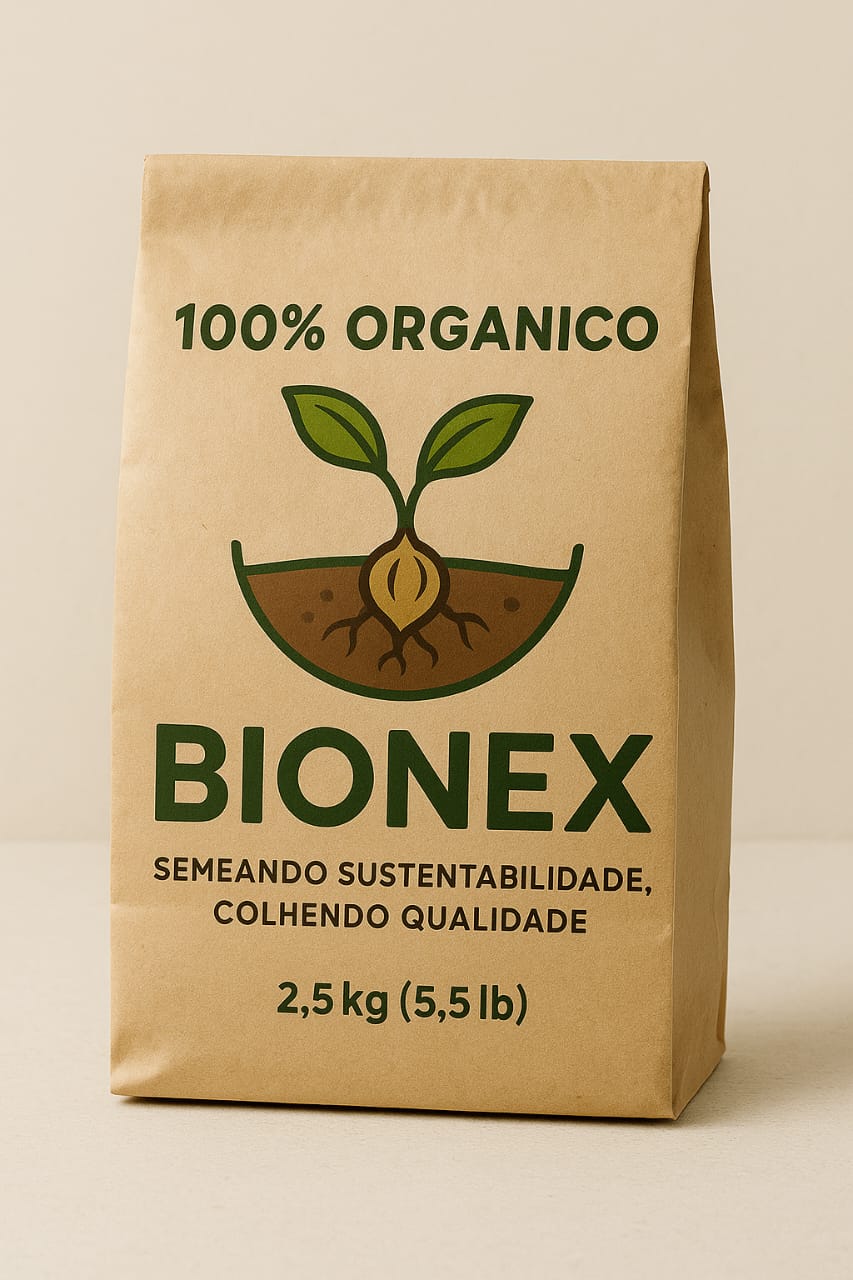 100% ORGANICO
BIONEX
SEMEANDO SUSTENTABILIDADE,
COLHENDO QUALIDADE
2,5 kg (5,5 lb)